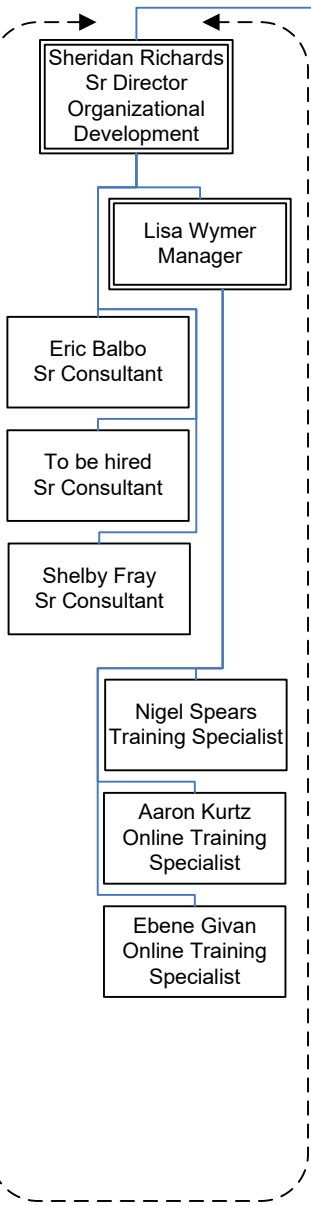 Sheridan Richards
Sr Director
Organizational
Development
Lisa Wymer
Manager
Eric Balbo
Sr Consultant
To be hired
Sr Consultant
Shelby Fray
Sr Consultant
Nigel Spears
Training Specialist
Aaron Kurtz
Online Training
Specialist
Ebene Givan
Online Training
Specialist